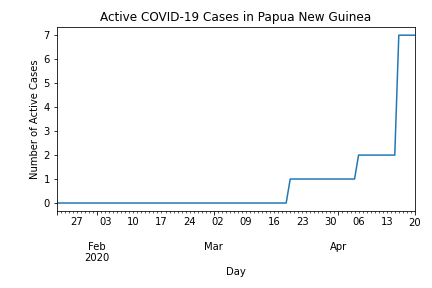 Active COVID-19 Cases in Papua New Guinea
Number of Active Cases
7
6
5
4
3
2
1
0
27 03 10 17 24 02 09 16 23 30 06 13 20
Feb Mar Apr
2020
Day